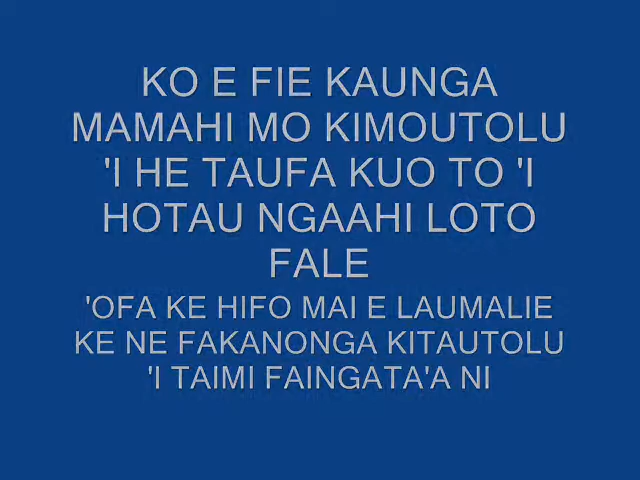 KO E FIE KAUNGA
MAMAHI MO KIMOUTOLU
'I HE TAUFA KUO TO 'I
HOTAU NGAAHI LOTO
FALE
'OFA KE HIFO MAI E LAUMALIE
KE NE FAKANONGA KITAUTOLU
'I TAIMI FAINGATA'A NI